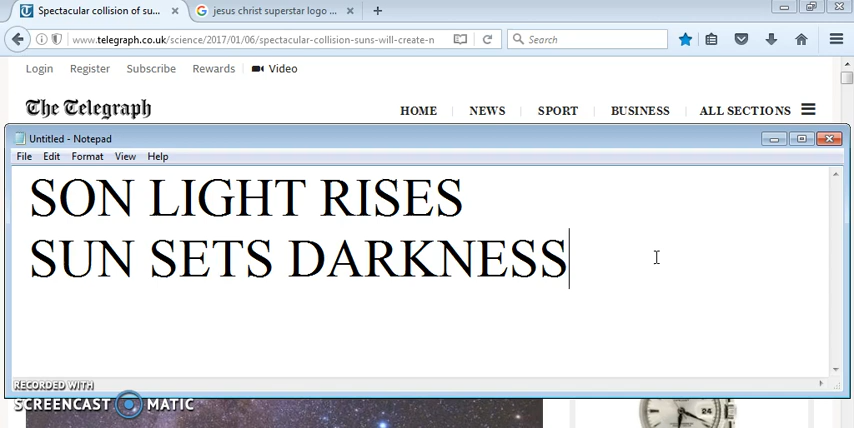 Spectacular collision of su...
jesus christ superstar logo ...
www.telegraph.co.uk/science/2017/01/06/spectacular-collision-suns-will-create-n
Search
Login Register Subscribe Rewards Video
The Telegraph
HOME NEWS SPORT BUSINESS ALL SECTIONS
Untitled - Notepad
File Edit Format View Help
SON LIGHT RISES
SUN SETS DARKNESS
RECORDED WITH
SCREENCAST MATIC
24